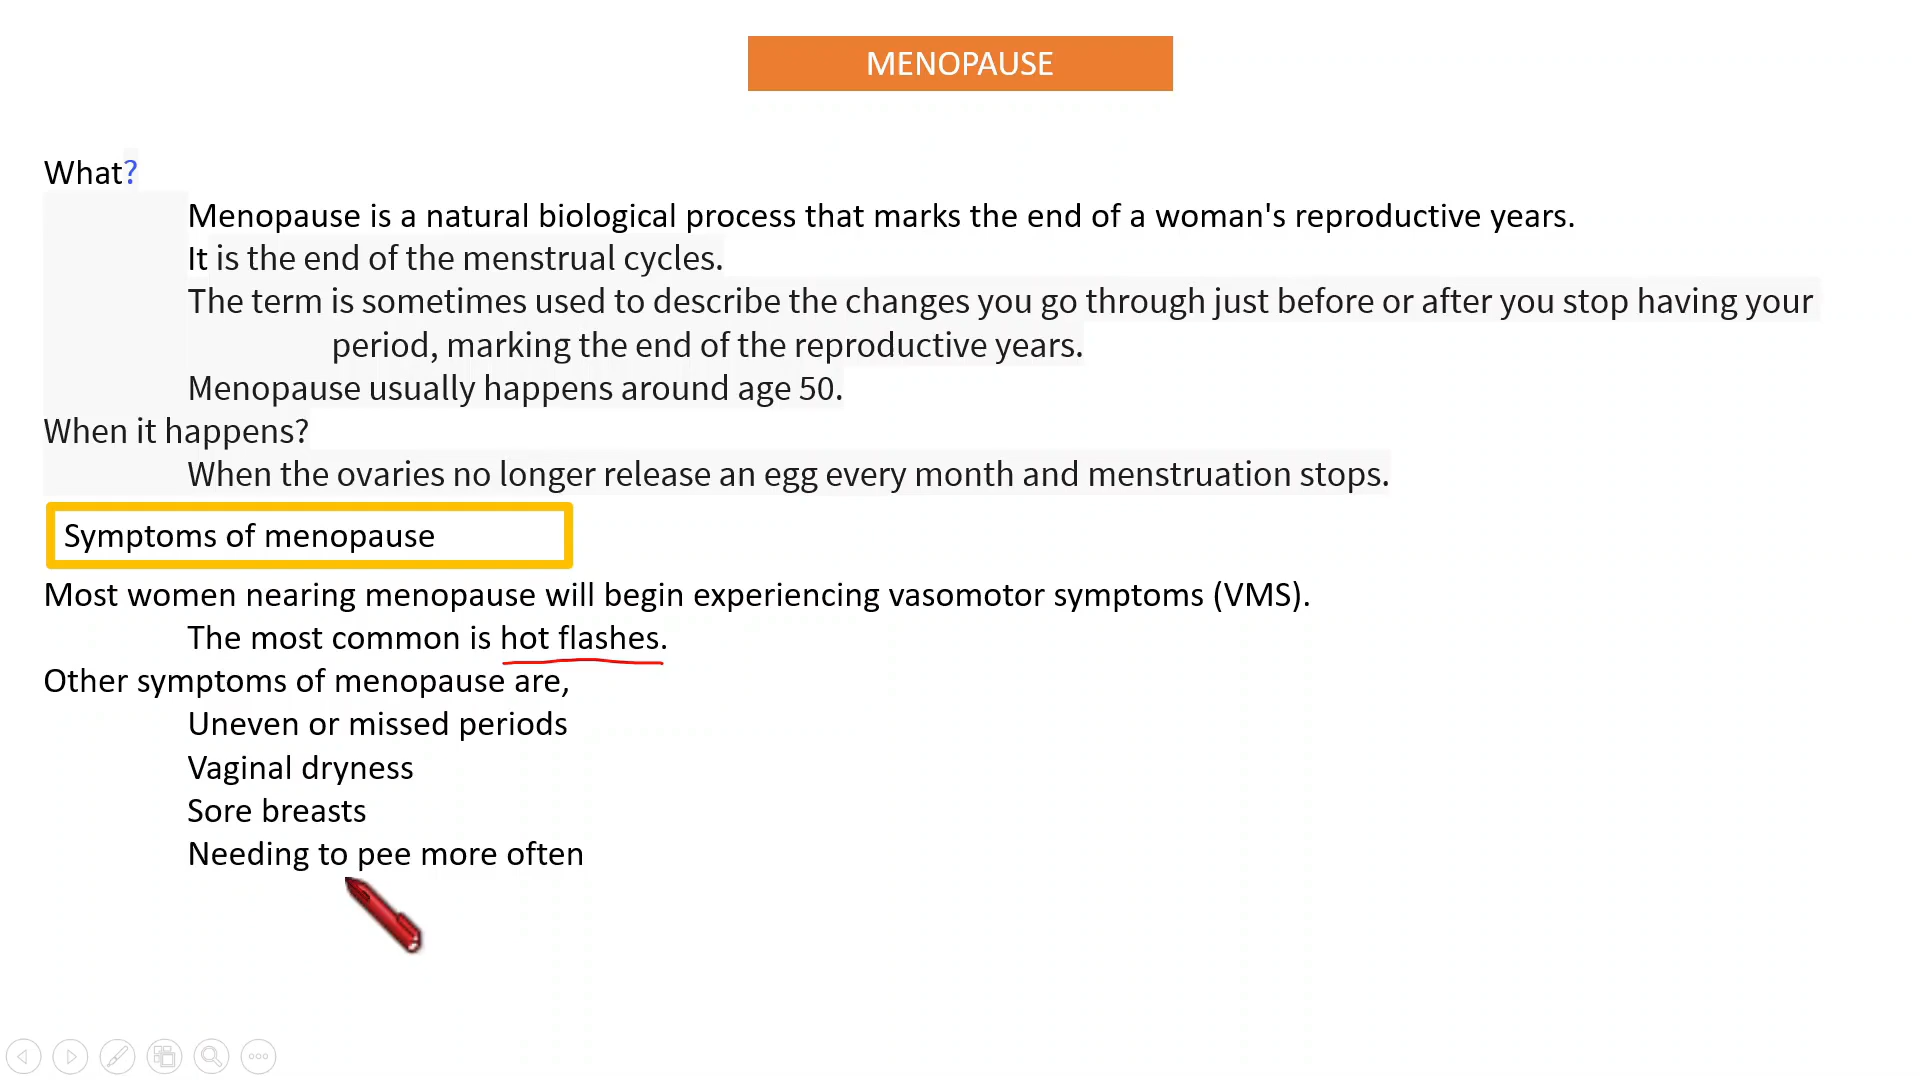 MENOPAUSE
What?
Menopause is a natural biological process that marks the end of a woman's reproductive years.
It is the end of the menstrual cycles.
The term is sometimes used to describe the changes you go through just before or after you stop having your
period, marking the end of the reproductive years.
Menopause usually happens around age 50.
When it happens?
When the ovaries no longer release an egg every month and menstruation stops.
Symptoms of menopause
Most women nearing menopause will begin experiencing vasomotor symptoms (VMS).
The most common is hot flashes.
Other symptoms of menopause are,
Uneven or missed periods
Vaginal dryness
Sore breasts
Needing to pee more often